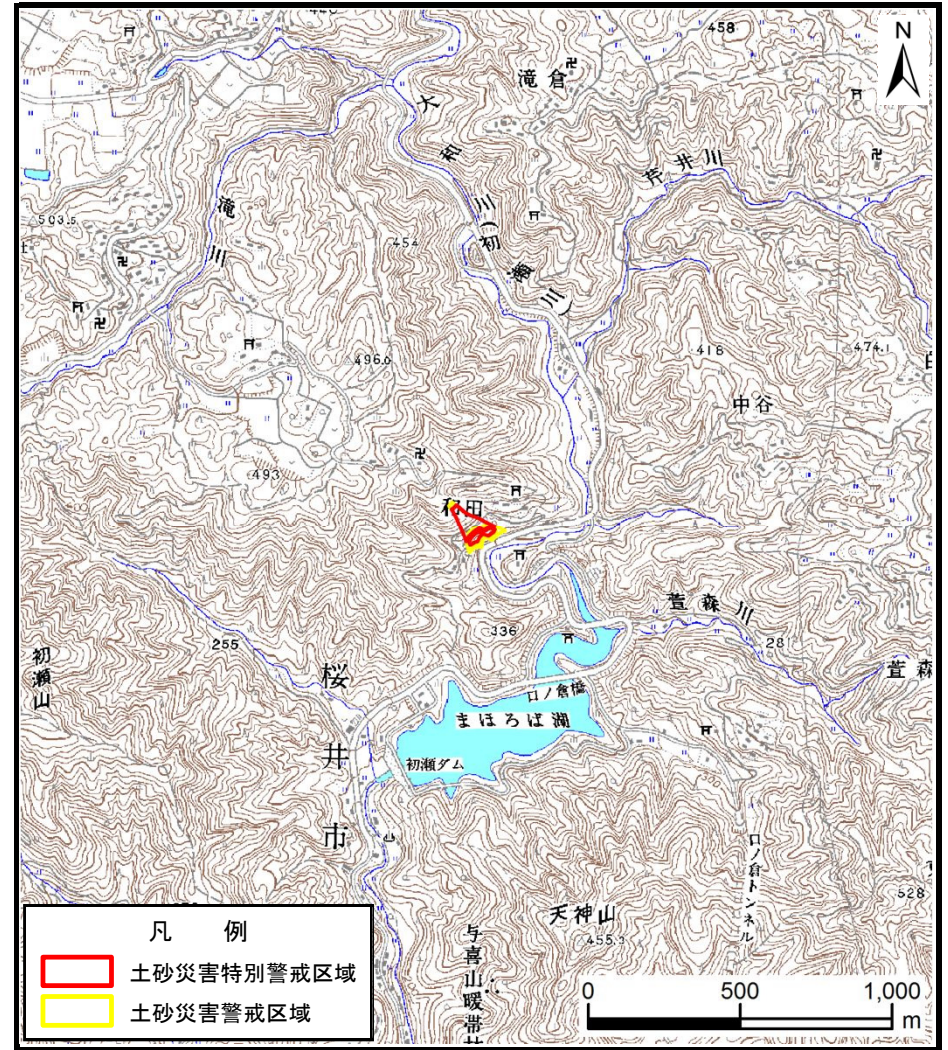 458
N
滝倉
大和川(初瀬川)
芹井川
滝川
503.5
454
496.0
418
474.1
中谷
493
和田
萱森川
336
255
281
萱森
初瀬山
桜井市
口ノ倉橋
まほろば湖
初瀬ダム
口ノ倉トンネル
528
天神山
455.3
与喜山暖帯林
凡 例
土砂災害特別警戒区域
土砂災害警戒区域
0 500 1,000
m